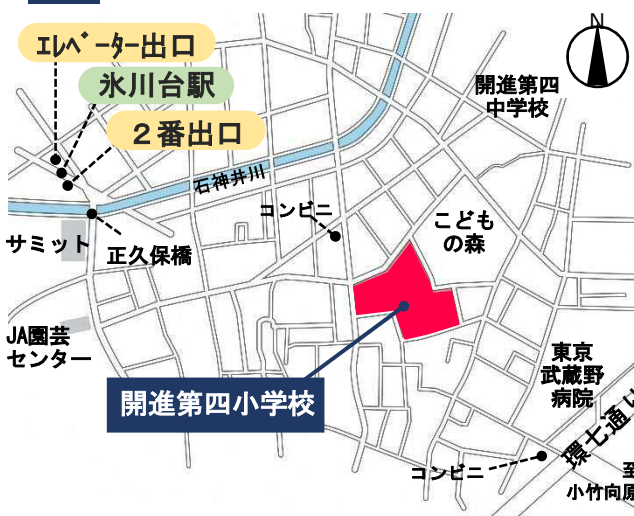 N
エレベーター出口
氷川台駅
２番出口
開進第四
中学校
石神井川
コンビニ
こども
の森
サミット
正久保橋
JA園芸
センター
開進第四小学校
東京
武蔵野
病院
環七通り
コンビニ
至
小竹向原